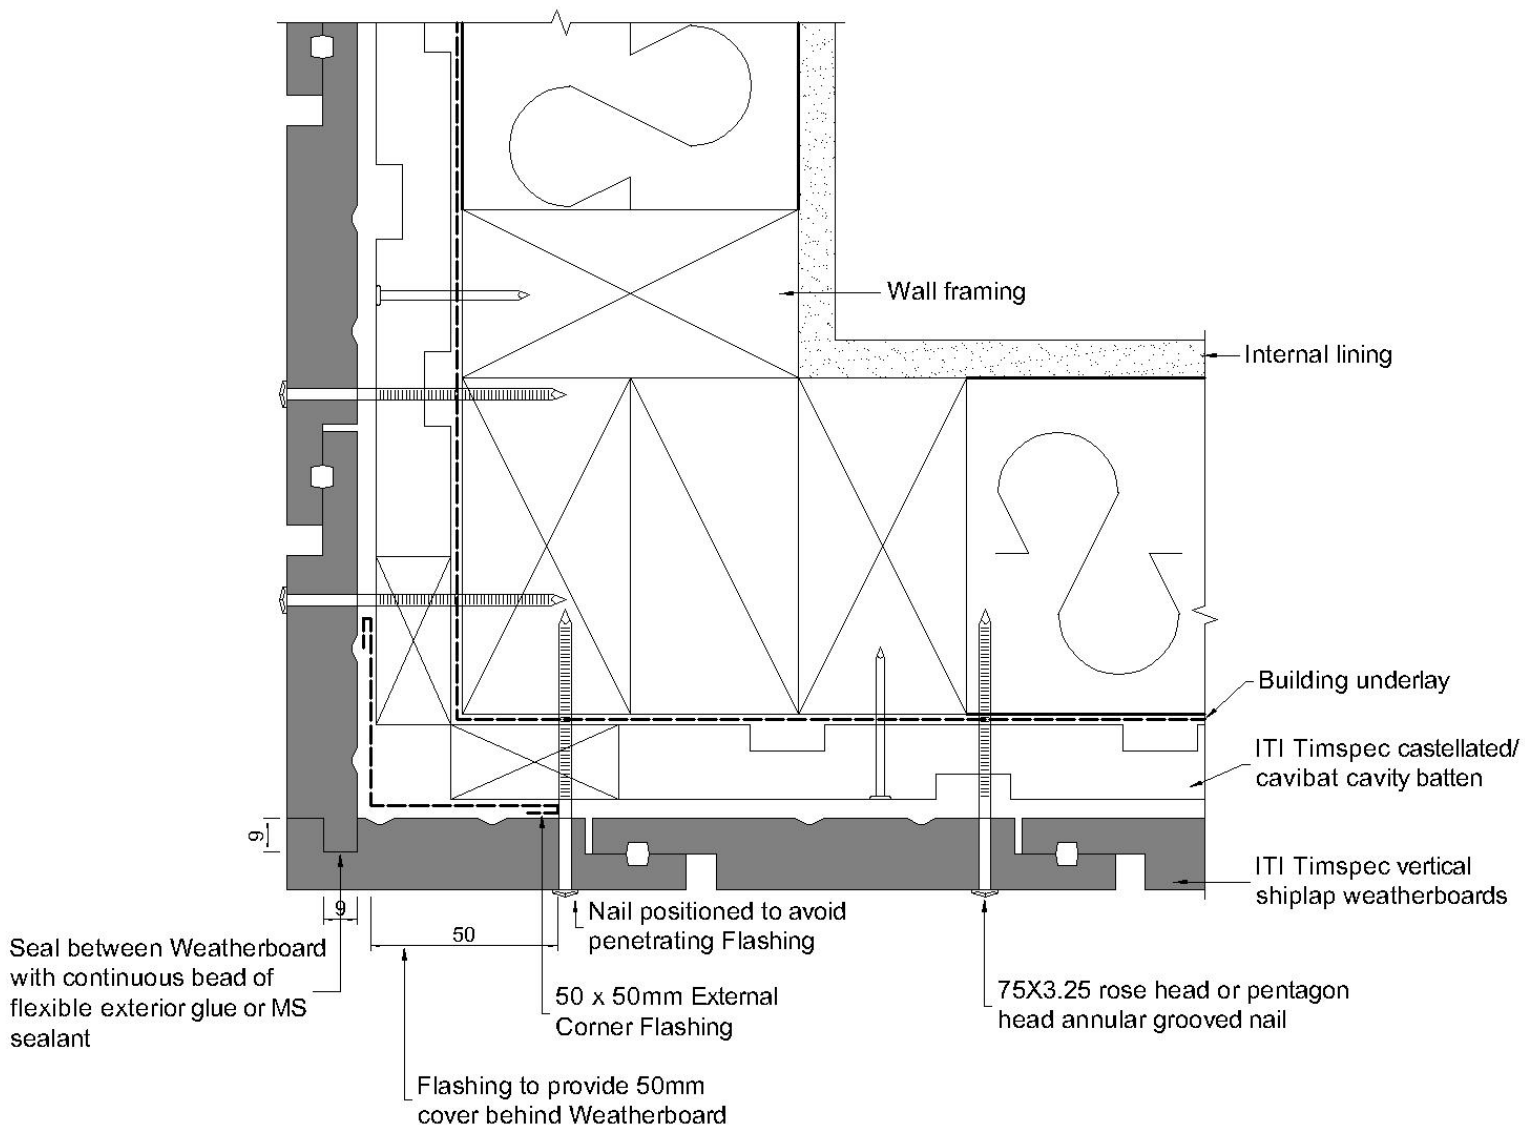 Wall framing
Internal lining
Building underlay
ITI Timspec castellated/
cavibat cavity batten
ITI Timspec vertical
shiplap weatherboards
9
9
50
Nail positioned to avoid
penetrating Flashing
Seal between Weatherboard
with continuous bead of
flexible exterior glue or MS
sealant
50 x 50mm External
Corner Flashing
75X3.25 rose head or pentagon
head annular grooved nail
Flashing to provide 50mm
cover behind Weatherboard